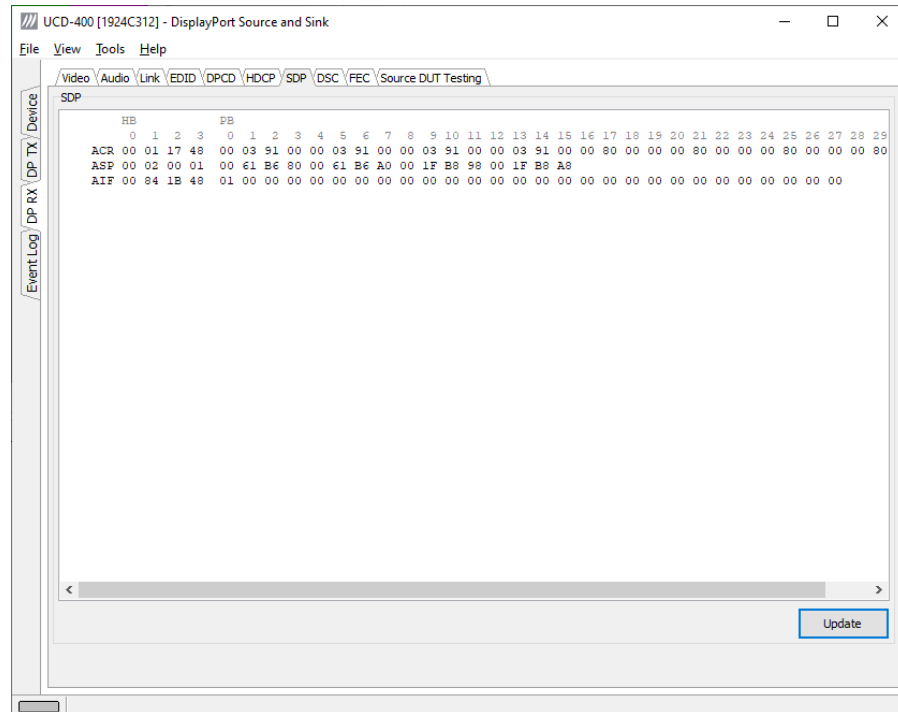 UCD-400 [1924C312] - DisplayPort Source and Sink
File View Tools Help
Video Audio Link EDID DPCD HDCP SDP DSC FEC Source DUT Testing
Device
DP TX
DP RX
Event Log
SDP
HB PB
0 1 2 3 0 1 2 3 4 5 6 7 8 9 10 11 12 13 14 15 16 17 18 19 20 21 22 23 24 25 26 27 28 29
ACR 00 01 17 48 00 03 91 00 00 03 91 00 00 03 91 00 00 03 91 00 00 80 00 00 00 80 00 00 00 80 00 00 00 80
ASP 00 02 00 01 00 61 B6 80 00 61 B6 A0 00 1F B8 98 00 1F B8 A8
AIF 00 84 1B 48 01 00 00 00 00 00 00 00 00 00 00 00 00 00 00 00 00 00 00 00 00 00 00 00 00 00 00 00
Update